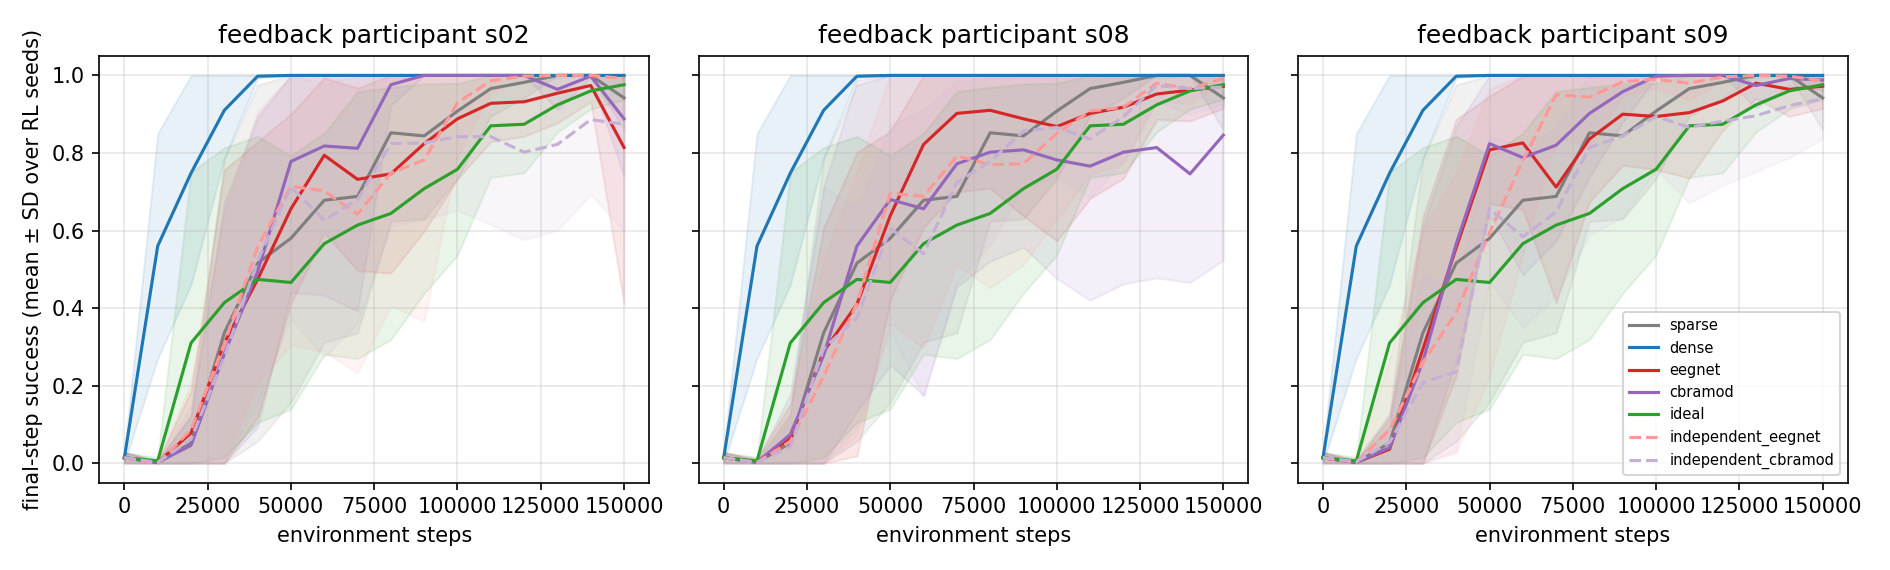 feedback participant s02
feedback participant s08
feedback participant s09
final-step success (mean ± SD over RL seeds)
1.0
0.8
0.6
0.4
0.2
0.0
0 25000 50000 75000 100000 125000 150000
0 25000 50000 75000 100000 125000 150000
0 25000 50000 75000 100000 125000 150000
environment steps
environment steps
environment steps
sparse
dense
eegnet
cbramod
ideal
independent_eegnet
independent_cbramod